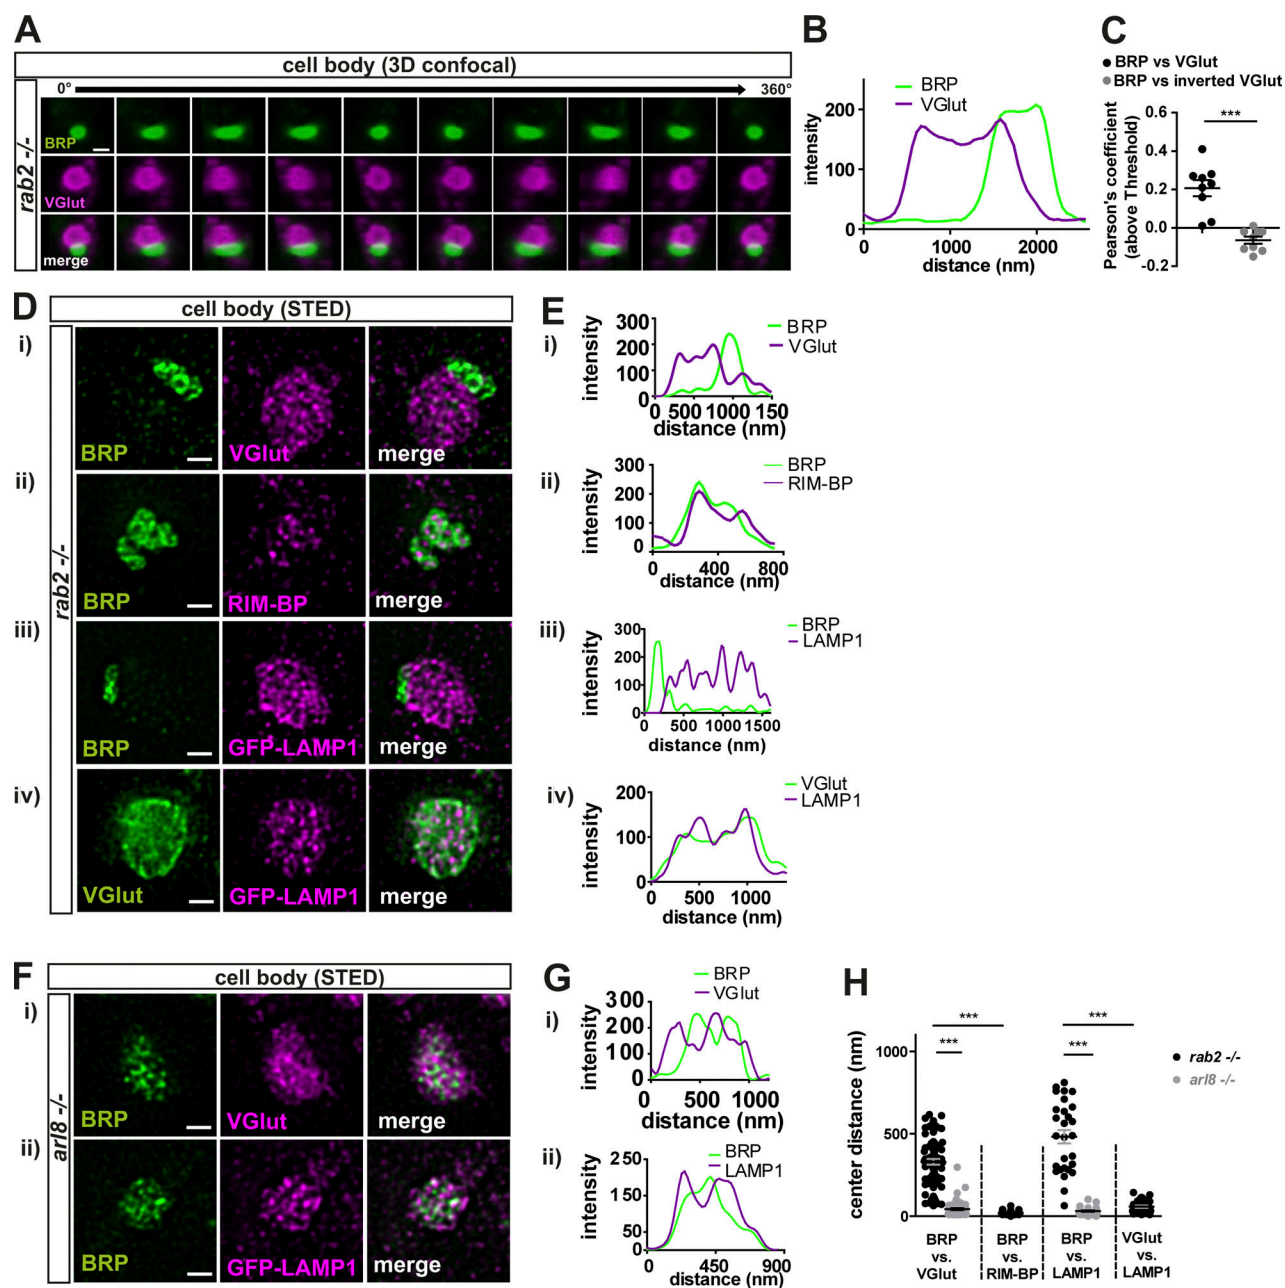 A
cell body (3D confocal)
0°
360°
rab2 -/-
BRP
VGlut
merge
B
BRP
VGlut
intensity
200
100
0
0
1000
2000
distance (nm)
C
BRP vs VGlut
BRP vs inverted VGlut
***
Pearson's coefficient
(above Threshold)
0.6
0.4
0.2
0.0
-0.2
D
cell body (STED)
rab2 -/-
i)
BRP
VGlut
merge
ii)
BRP
RIM-BP
merge
iii)
BRP
GFP-LAMP1
merge
iv)
VGlut
GFP-LAMP1
merge
E
i)
BRP
VGlut
intensity
300
200
100
0
0 500 1000 150
distance (nm)
ii)
BRP
RIM-BP
intensity
300
200
100
0
0 400 800
distance (nm)
iii)
BRP
LAMP1
intensity
300
200
100
0
0 500 1000 1500
distance (nm)
iv)
VGlut
LAMP1
intensity
200
100
0
0 500 1000
distance (nm)
F
cell body (STED)
arl8 -/-
i)
BRP
VGlut
merge
ii)
BRP
GFP-LAMP1
merge
G
i)
BRP
VGlut
intensity
300
200
100
0
0 500 1000
distance (nm)
ii)
BRP
LAMP1
intensity
250
150
50
0
0 450 900
distance (nm)
H
rab2 -/-
arl8 -/-
***
***
***
***
center distance (nm)
1000
500
0
BRP
vs.
VGlut
BRP
vs.
RIM-BP
BRP
vs.
LAMP1
VGlut
vs.
LAMP1